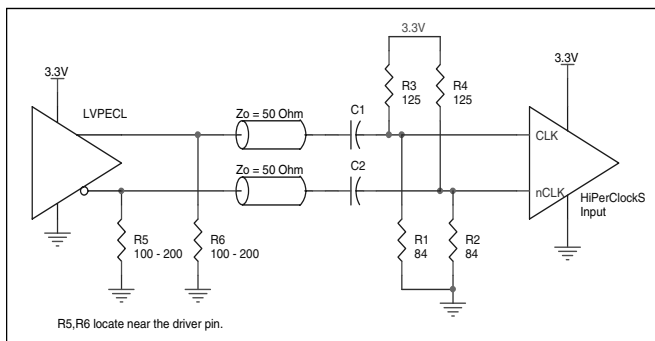 3.3V
3.3V
3.3V
R3
125
R4
125
LVPECL
Zo = 50 Ohm
C1
CLK
Zo = 50 Ohm
C2
nCLK
HiPerClockS
Input
R5
100 - 200
R6
100 - 200
R1
84
R2
84
R5,R6 locate near the driver pin.